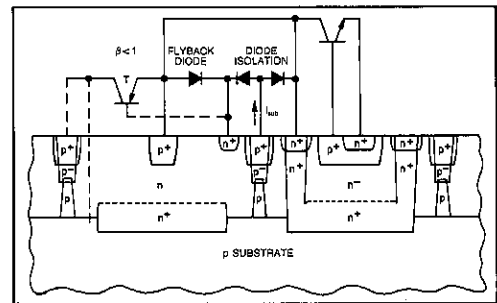 β<1
FLYBACK
DIODE
DIODE
ISOLATION
T
Isub
p+ p+ n+ p+ n+ p+ n+ n+ p+
p− p− n p− n+ n+ p−
p p p
n n−
n+ n+
p SUBSTRATE